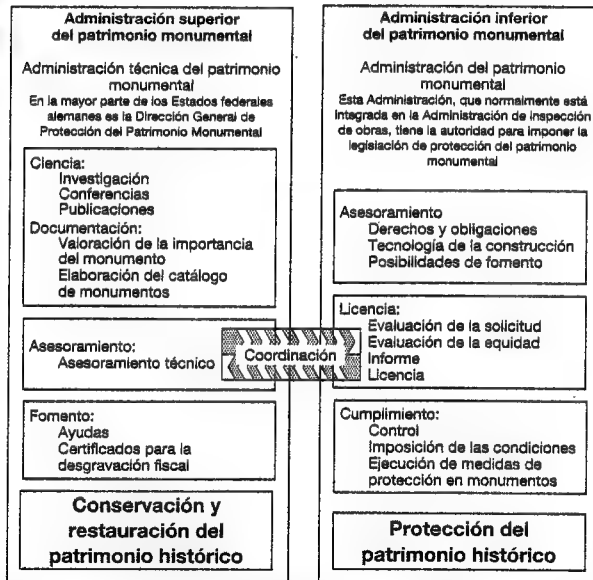 Administración superior
del patrimonio monumental
Administración técnica del patrimonio
monumental
En la mayor parte de los Estados federales
alemanes es la Dirección General de
Protección del Patrimonio Monumental
Ciencia:
Investigación
Conferencias
Publicaciones
Documentación:
Valoración de la importancia
del monumento
Elaboración del catálogo
de monumentos
Asesoramiento:
Asesoramiento técnico
Fomento:
Ayudas
Certificados para la
desgravación fiscal
Conservación y
restauración del
patrimonio histórico
Coordinación
Administración inferior
del patrimonio monumental
Administración del patrimonio
monumental
Esta Administración, que normalmente está
integrada en la Administración de inspección
de obras, tiene la autoridad para imponer la
legislación de protección del patrimonio
monumental
Asesoramiento
Derechos y obligaciones
Tecnología de la construcción
Posibilidades de fomento
Licencia:
Evaluación de la solicitud
Evaluación de la equidad
Informe
Licencia
Cumplimiento:
Control
Imposición de las condiciones
Ejecución de medidas de
protección en monumentos
Protección del
patrimonio histórico